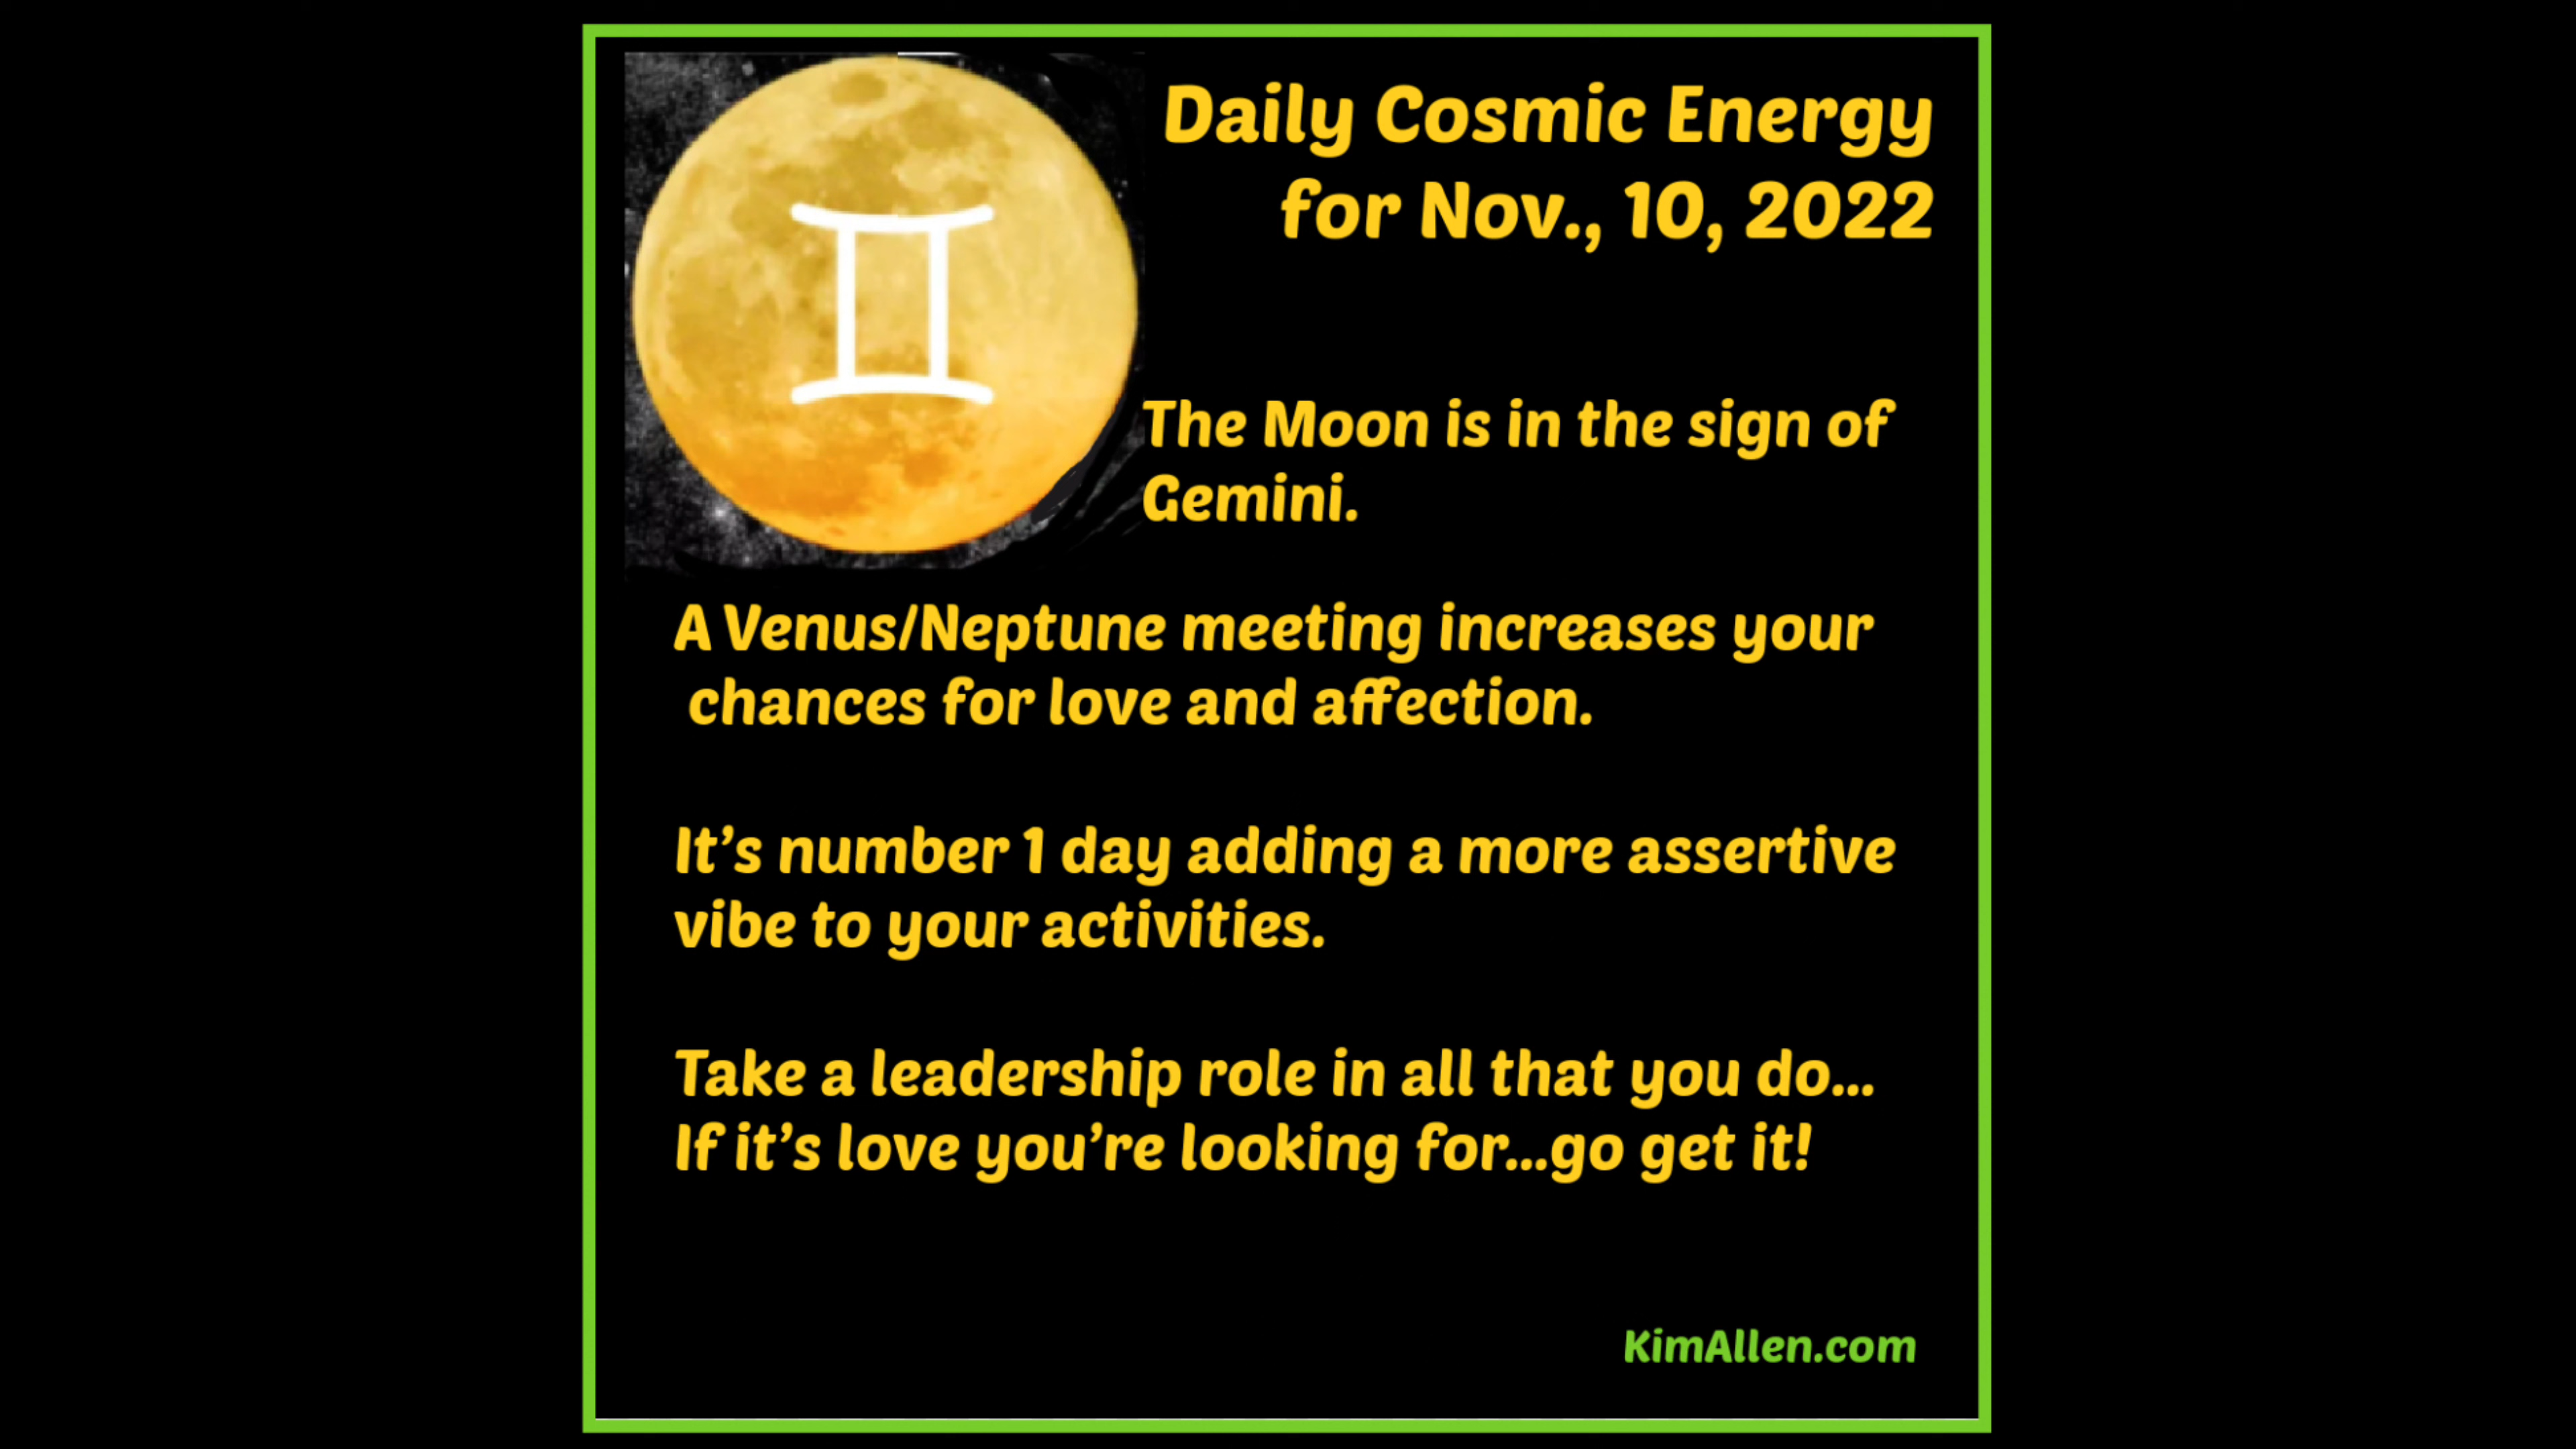 Daily Cosmic Energy
for Nov., 10, 2022
The Moon is in the sign of
Gemini.
A Venus/Neptune meeting increases your
chances for love and affection.
It’s number 1 day adding a more assertive
vibe to your activities.
Take a leadership role in all that you do...
If it’s love you’re looking for...go get it!
KimAllen.com